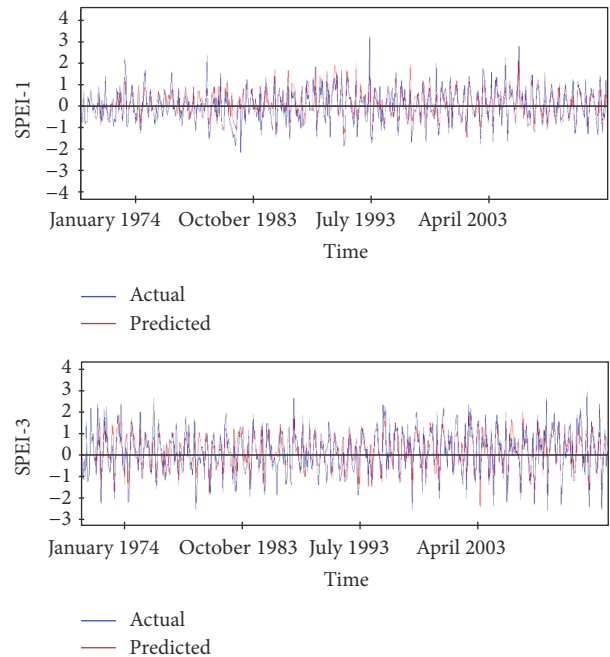 4
3
2
1
0
−1
−2
−3
−4
SPEI-1
January 1974 October 1983 July 1993 April 2003
Time
Actual
Predicted
4
3
2
1
0
−1
−2
−3
SPEI-3
January 1974 October 1983 July 1993 April 2003
Time
Actual
Predicted